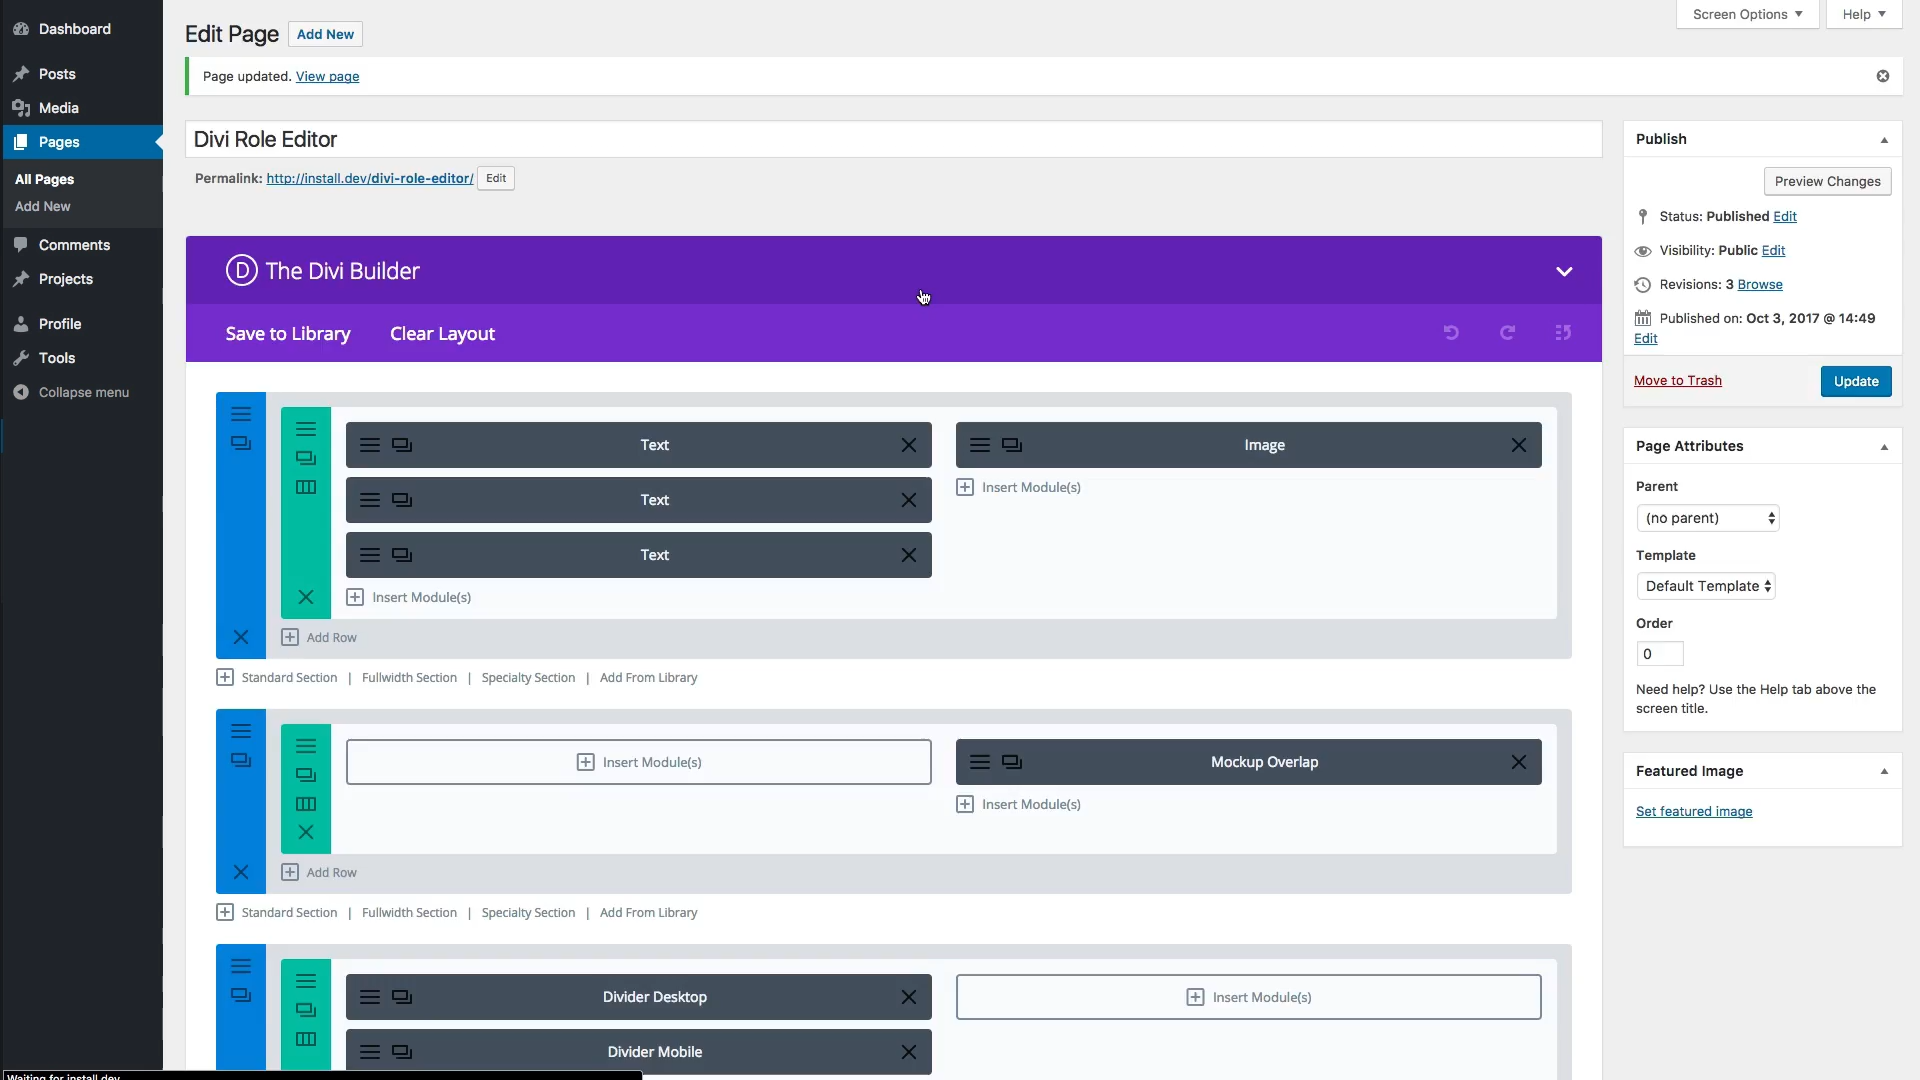 Dashboard
Posts
Media
Pages
All Pages
Add New
Comments
Projects
Profile
Tools
Collapse menu
Edit Page
Add New
Screen Options
Help
Page updated. View page
Divi Role Editor
Permalink: http://install.dev/divi-role-editor/
Edit
D The Divi Builder
Save to Library
Clear Layout
Text
Image
Insert Module(s)
Text
Text
Insert Module(s)
Add Row
Standard Section | Fullwidth Section | Specialty Section | Add From Library
Insert Module(s)
Mockup Overlap
Insert Module(s)
Add Row
Standard Section | Fullwidth Section | Specialty Section | Add From Library
Divider Desktop
Insert Module(s)
Divider Mobile
Publish
Preview Changes
Status: Published Edit
Visibility: Public Edit
Revisions: 3 Browse
Published on: Oct 3, 2017 @ 14:49
Edit
Move to Trash
Update
Page Attributes
Parent
(no parent)
Template
Default Template
Order
0
Need help? Use the Help tab above the
screen title.
Featured Image
Set featured image
Waiting for install.dev